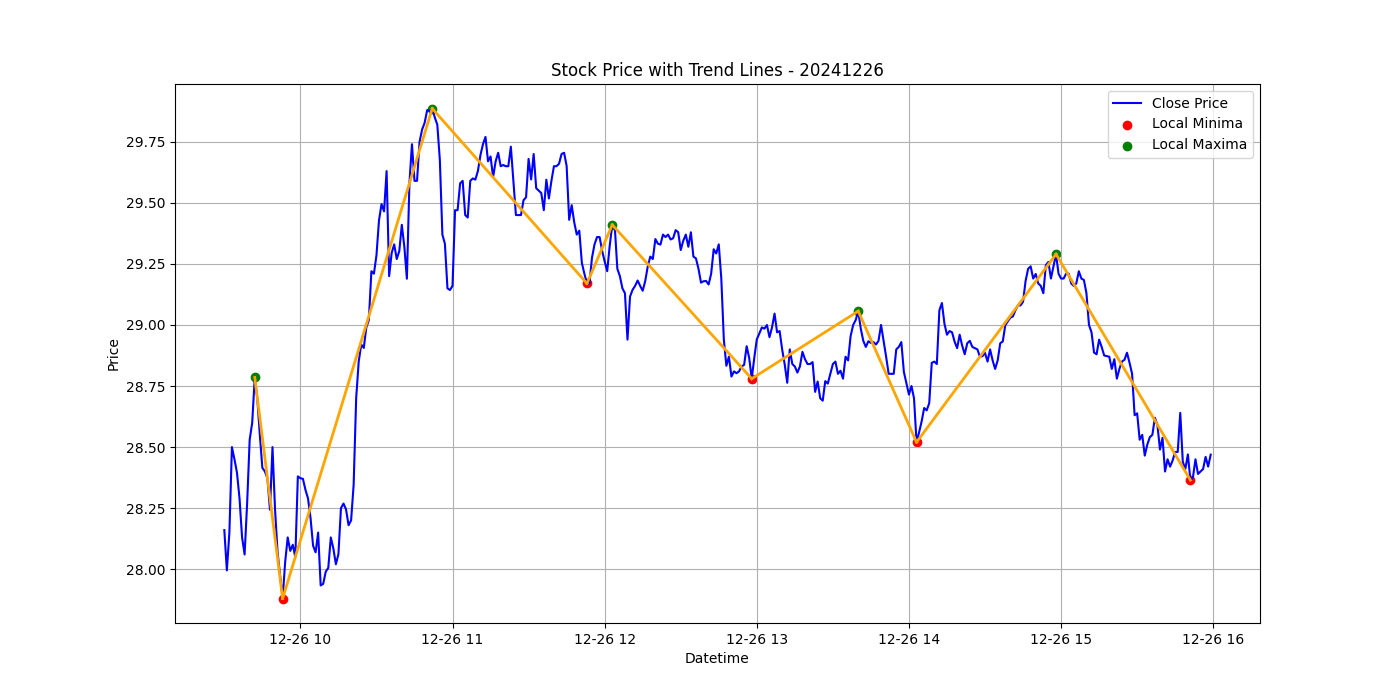 Stock Price with Trend Lines - 20241226
Close Price
Local Minima
Local Maxima
Price
29.75
29.50
29.25
29.00
28.75
28.50
28.25
28.00
12-26 10
12-26 11
12-26 12
12-26 13
12-26 14
12-26 15
12-26 16
Datetime